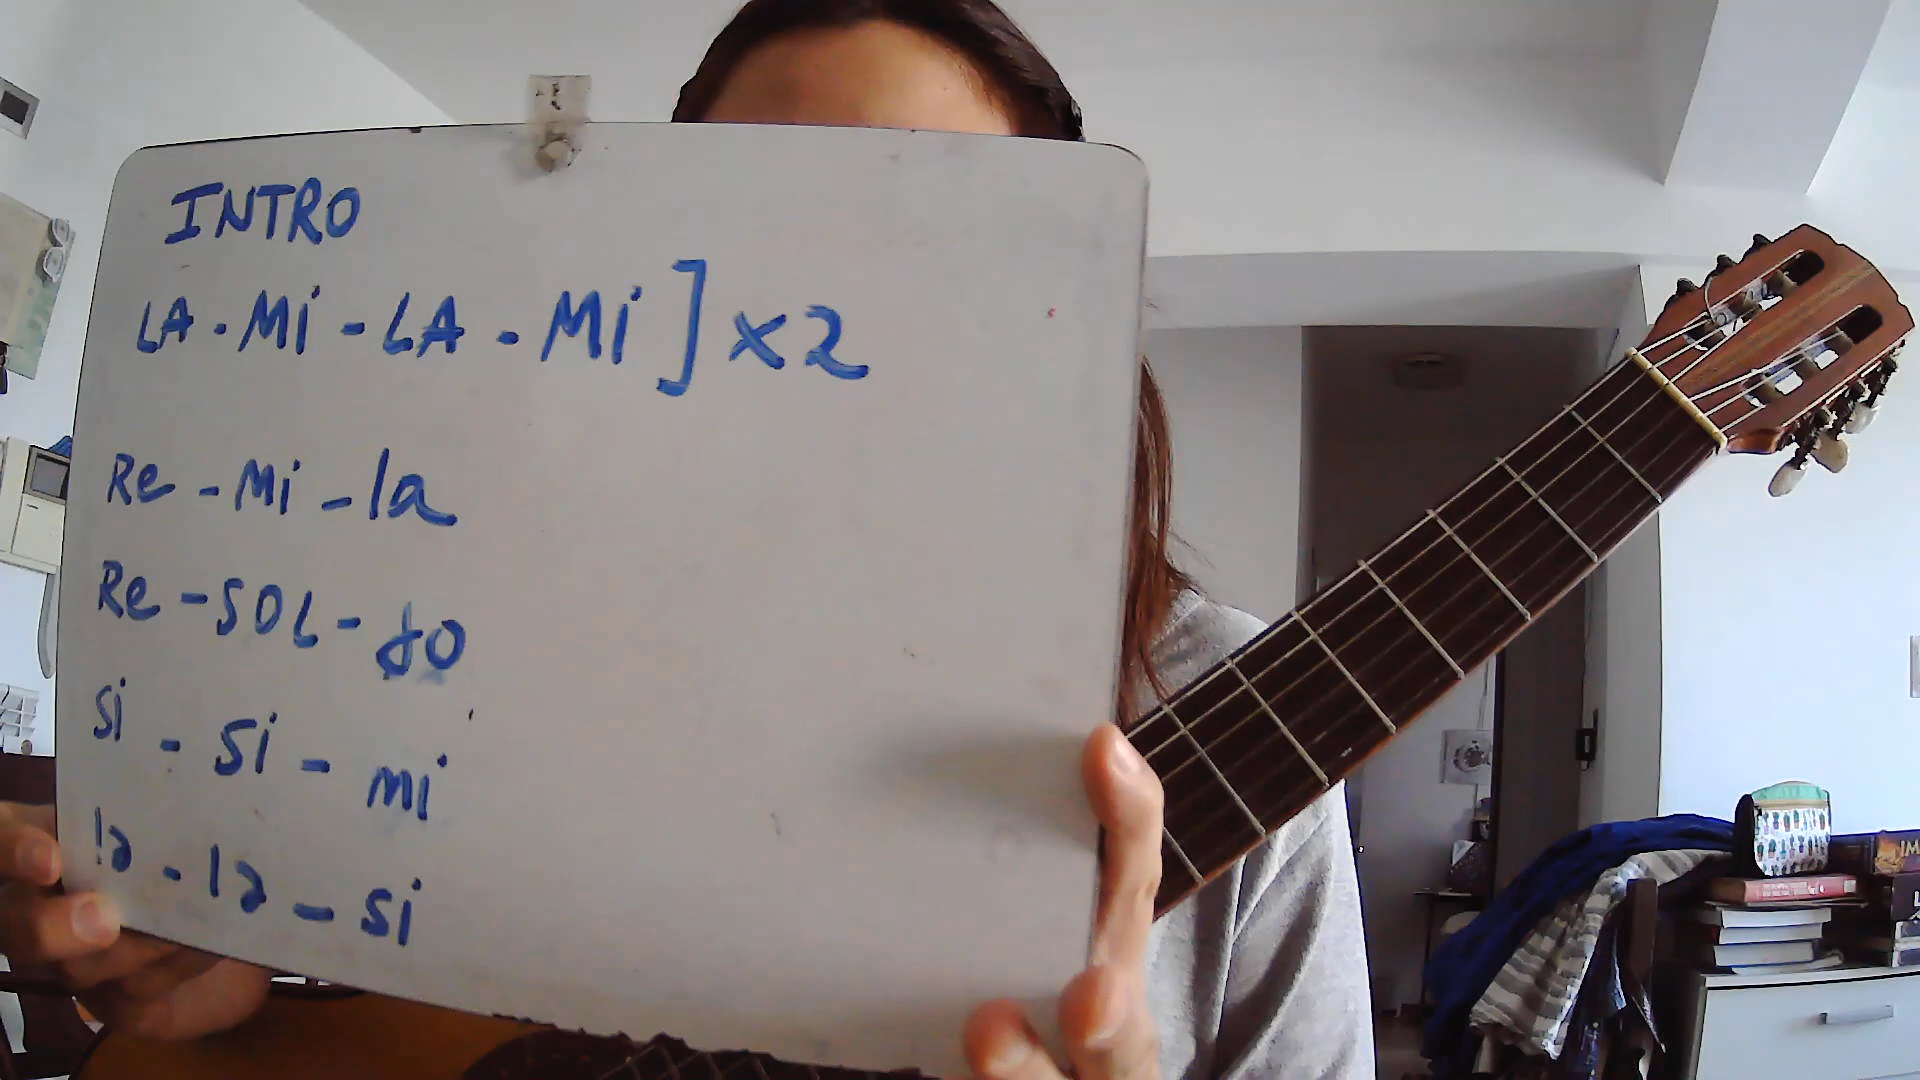 INTRO
LA - Mi - LA - Mi ] x2
Re - Mi - la
Re - SOL - do
Si - Si - mi
la - la - si